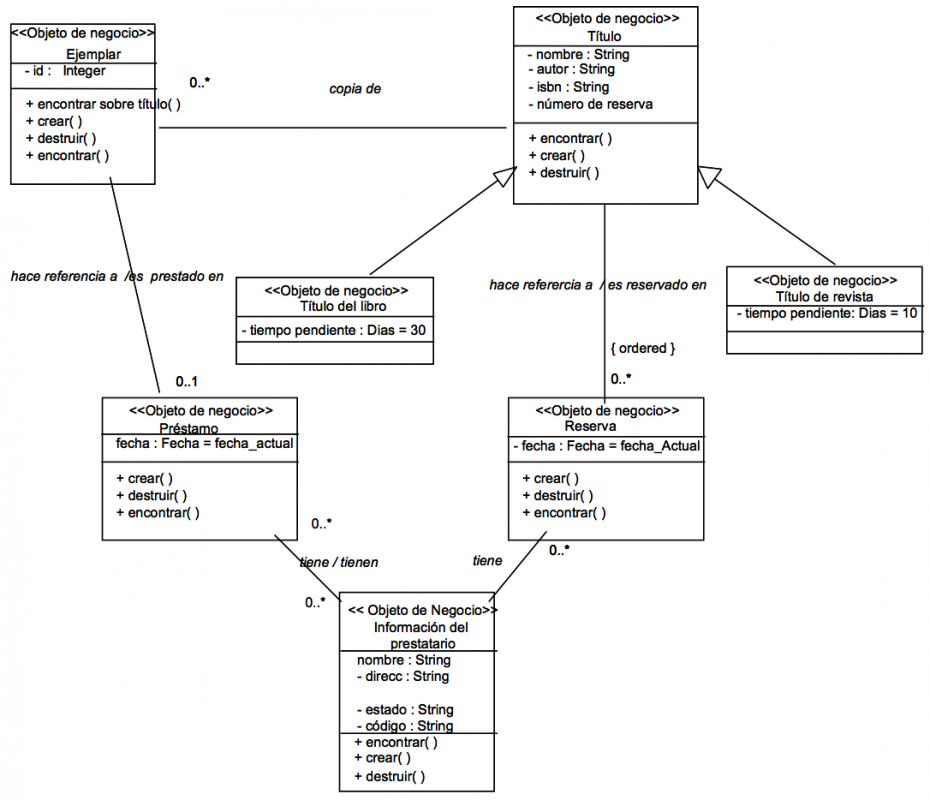 <<Objeto de negocio>>
Ejemplar
- id : Integer
+ encontrar sobre título( )
+ crear( )
+ destruir( )
+ encontrar( )
0..*
copia de
<<Objeto de negocio>>
Título
- nombre : String
- autor : String
- isbn : String
- número de reserva
+ encontrar( )
+ crear( )
+ destruir( )
hace referencia a /es prestado en
<<Objeto de negocio>>
Título del libro
- tiempo pendiente : Dias = 30
hace referencia a / es reservado en
<<Objeto de negocio>>
Título de revista
- tiempo pendiente: Dias = 10
{ ordered }
0..1
0..*
<<Objeto de negocio>>
Préstamo
fecha : Fecha = fecha_actual
+ crear( )
+ destruir( )
+ encontrar( )
<<Objeto de negocio>>
Reserva
- fecha : Fecha = fecha_Actual
+ crear( )
+ destruir( )
+ encontrar( )
0..*
0..*
tiene / tienen
tiene
0..*
<< Objeto de Negocio>>
Información del
prestatario
nombre : String
- direcc : String
- estado : String
- código : String
+ encontrar( )
+ crear( )
+ destruir( )